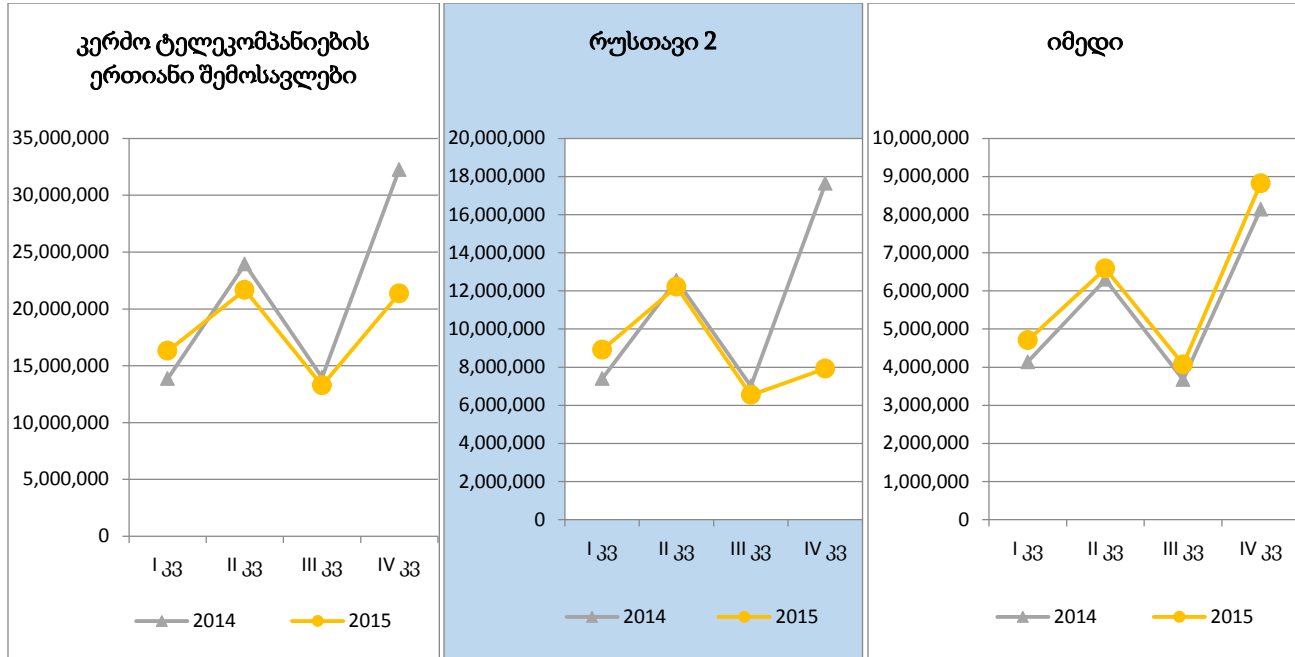 კერძო ტელეკომპანიების
ერთიანი შემოსავლები
35,000,000
30,000,000
25,000,000
20,000,000
15,000,000
10,000,000
5,000,000
0
I კვ
II კვ
III კვ
IV კვ
2014
2015
რუსთავი 2
20,000,000
18,000,000
16,000,000
14,000,000
12,000,000
10,000,000
8,000,000
6,000,000
4,000,000
2,000,000
0
I კვ
II კვ
III კვ
IV კვ
2014
2015
იმედი
10,000,000
9,000,000
8,000,000
7,000,000
6,000,000
5,000,000
4,000,000
3,000,000
2,000,000
1,000,000
0
I კვ
II კვ
III კვ
IV კვ
2014
2015